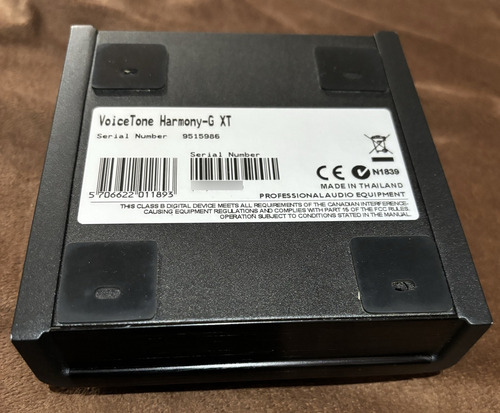 VoiceTone Harmony-G XT
Serial Number 9515986
Serial Number
5 706622 011893
CE N1839
MADE IN THAILAND
PROFESSIONAL AUDIO EQUIPMENT
THIS CLASS B DIGITAL DEVICE MEETS ALL REQUIREMENTS OF THE CANADIAN INTERFERENCE-
CAUSING EQUIPMENT REGULATIONS AND COMPLIES WITH PART 15 OF THE FCC RULES.
OPERATION SUBJECT TO CONDITIONS STATED IN THE MANUAL.